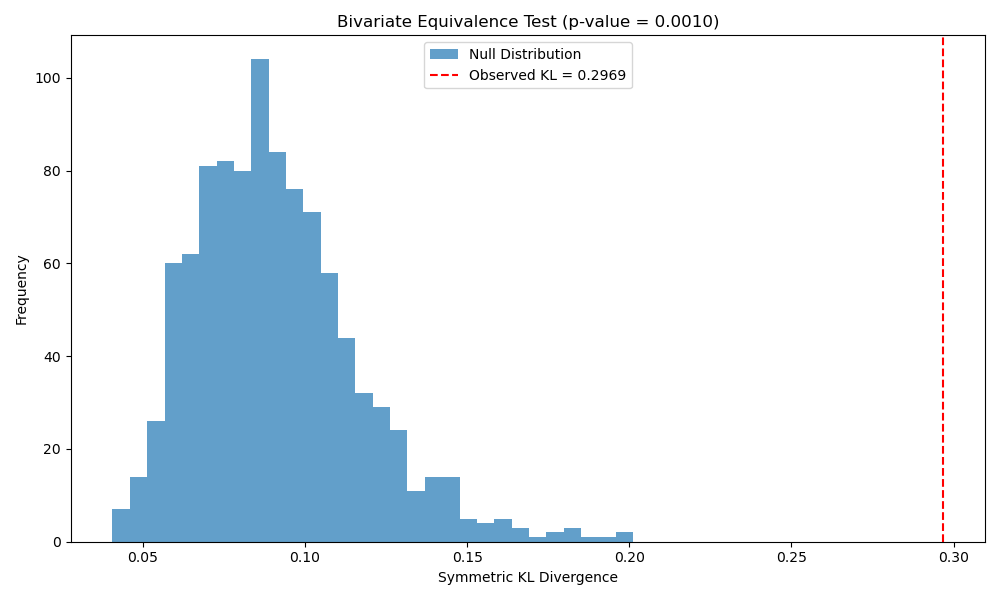 Bivariate Equivalence Test (p-value = 0.0010)
Null Distribution
Observed KL = 0.2969
Frequency
100
80
60
40
20
0
0.05 0.10 0.15 0.20 0.25 0.30
Symmetric KL Divergence